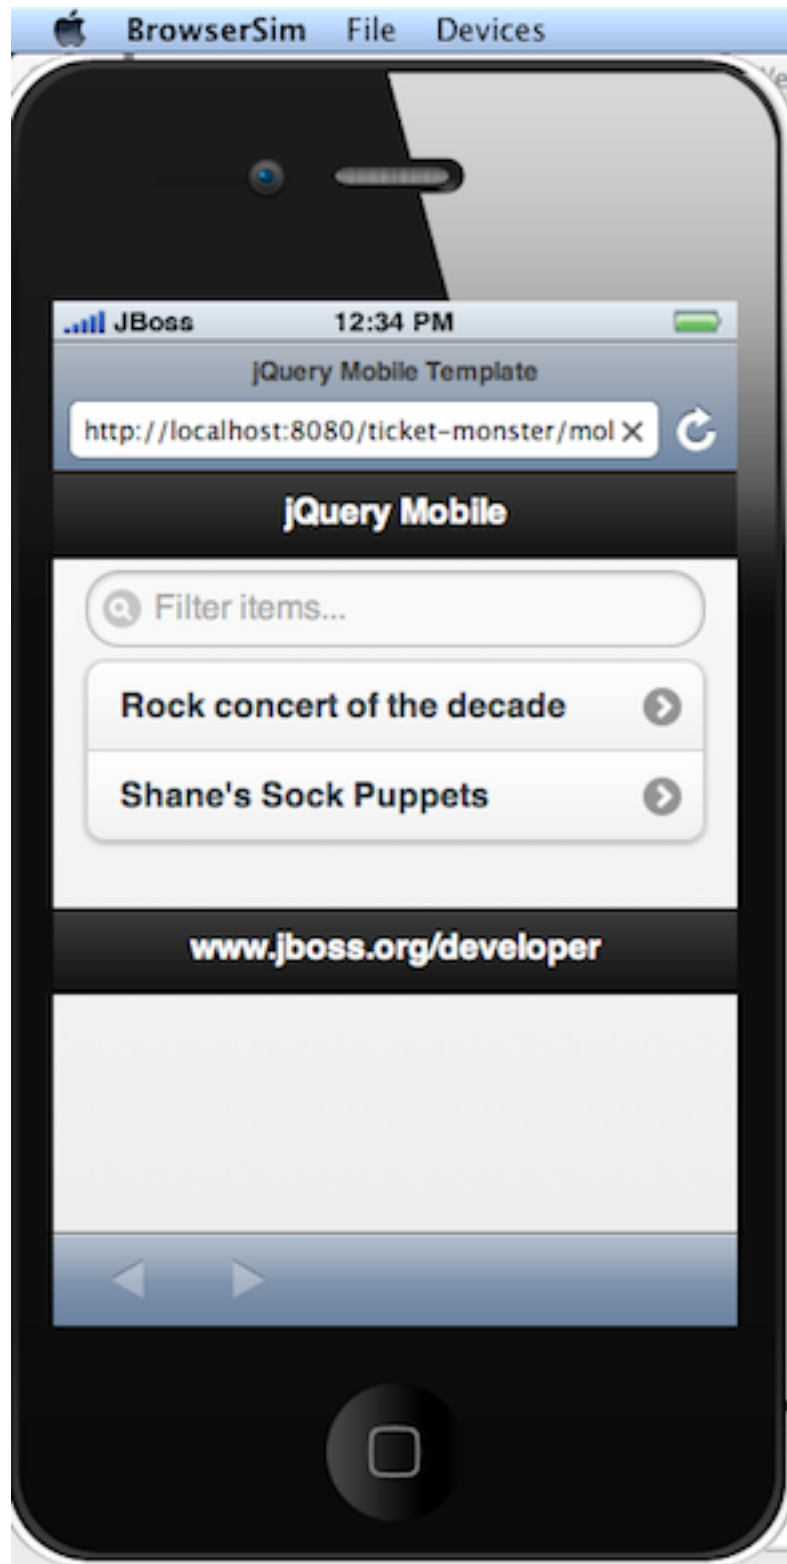 BrowserSim File Devices
JBoss 12:34 PM
jQuery Mobile Template
http://localhost:8080/ticket-monster/mol
jQuery Mobile
Filter items...
Rock concert of the decade
Shane's Sock Puppets
www.jboss.org/developer